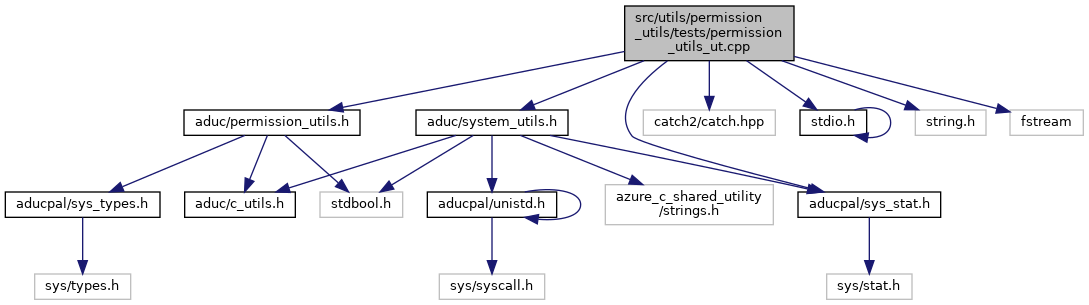 src/utils/permission
_utils/tests/permission
_utils_ut.cpp
aduc/permission_utils.h
aduc/system_utils.h
catch2/catch.hpp
stdio.h
string.h
fstream
aducpal/sys_types.h
aduc/c_utils.h
stdbool.h
aducpal/unistd.h
azure_c_shared_utility
/strings.h
aducpal/sys_stat.h
sys/types.h
sys/syscall.h
sys/stat.h